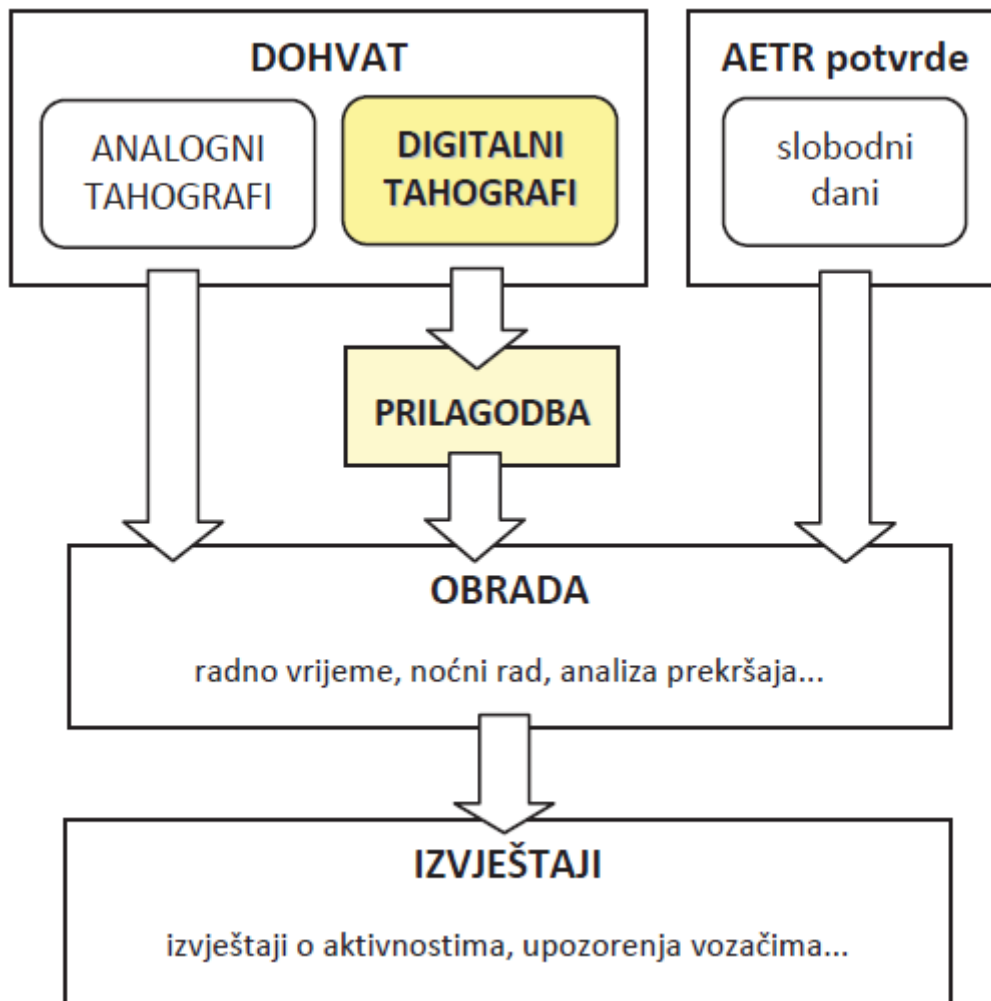 DOHVAT
ANALOGNI
TAHOGRAFI
DIGITALNI
TAHOGRAFI
AETR potvrde
slobodni
dani
PRILAGODBA
OBRADA
radno vrijeme, noćni rad, analiza prekršaja...
IZVJEŠTAJI
izvještaji o aktivnostima, upozorenja vozačima...